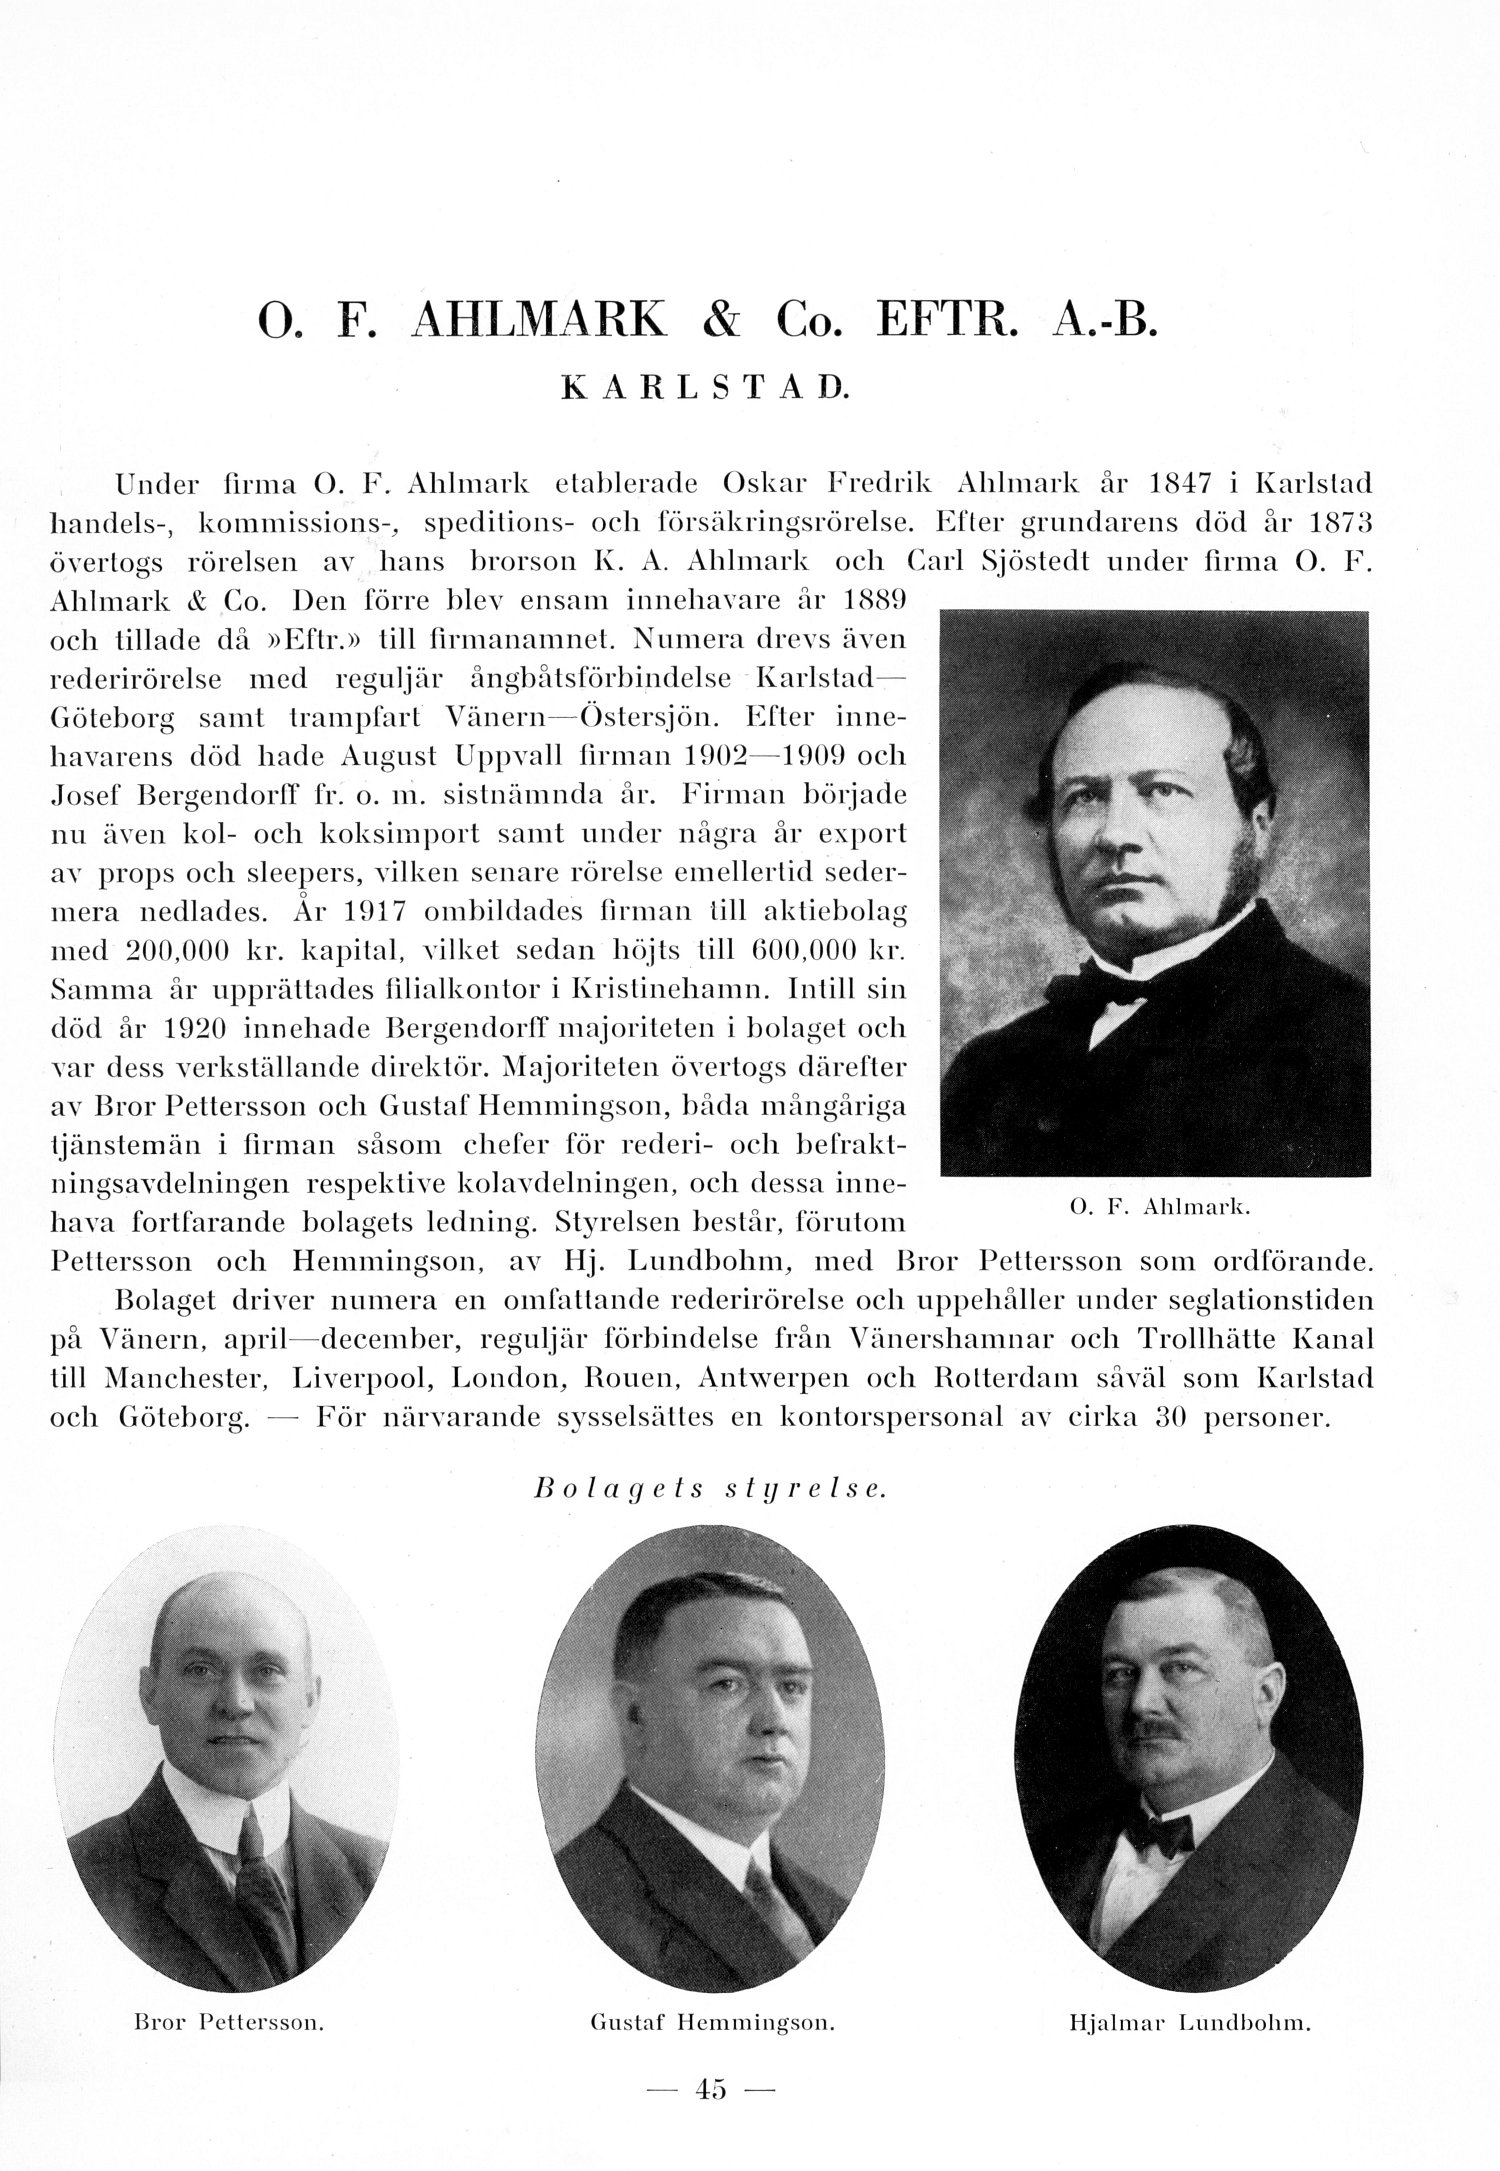 O. F. AHLMARK & Co. EFTR. A.-B.
KARLSTAD.
Under firma O. F. Ahlmark etablerade Oskar Fredrik Ahlmark år 1847 i Karlstad
handels-, kommissions-, speditions- och försäkringsrörelse. Efter grundarens död år 1873
övertogs rörelsen av hans brorson K. A. Ahlmark och Carl Sjöstedt under firma O. F.
Ahlmark & Co. Den förre blev ensam innehavare år 1889
och tillade då »Eftr.» till firmanamnet. Numera drevs även
rederirörelse med reguljär ångbåtsförbindelse Karlstad—
Göteborg samt trampfart Vänern—Östersjön. Efter inne-
havarens död hade August Uppvall firman 1902—1909 och
Josef Bergendorff fr. o. m. sistnämnda år. Firman började
nu även kol- och koksimport samt under några år export
av props och sleepers, vilken senare rörelse emellertid seder-
mera nedlades. År 1917 ombildades firman till aktiebolag
med 200,000 kr. kapital, vilket sedan höjts till 600,000 kr.
Samma år upprättades filialkontor i Kristinehamn. Intill sin
död år 1920 innehade Bergendorff majoriteten i bolaget och
var dess verkställande direktör. Majoriteten övertogs därefter
av Bror Pettersson och Gustaf Hemmingson, båda mångåriga
tjänstemän i firman såsom chefer för rederi- och befrakt-
ningsavdelningen respektive kolavdelningen, och dessa inne-
hava fortfarande bolagets ledning. Styrelsen består, förutom
Pettersson och Hemmingson, av Hj. Lundbohm, med Bror Pettersson som ordförande.
Bolaget driver numera en omfattande rederirörelse och uppehåller under seglationstiden
på Vänern, april—december, reguljär förbindelse från Vänershamnar och Trollhätte Kanal
till Manchester, Liverpool, London, Rouen, Antwerpen och Rotterdam såväl som Karlstad
och Göteborg. — För närvarande sysselsättes en kontorspersonal av cirka 30 personer.
O. F. Ahlmark.
Bolagets styrelse.
Bror Pettersson.
Gustaf Hemmingson.
Hjalmar Lundbohm.
— 45 —